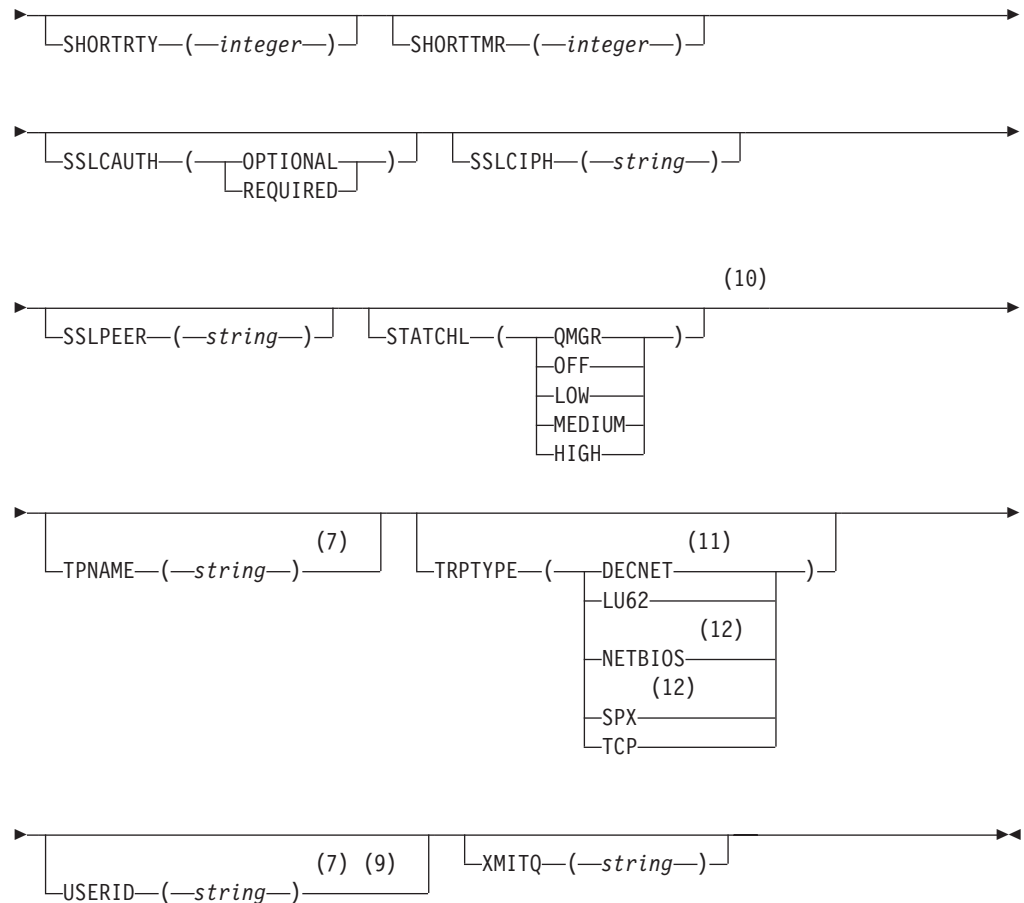 SHORTRTY ( integer ) SHORTTMR ( integer )
SSLCAUTH ( OPTIONAL ) SSLCIPH ( string )
REQUIRED
(10)
SSLPEER ( string ) STATCHL ( QMGR )
OFF
LOW
MEDIUM
HIGH
(7) (11)
TPNAME ( string ) TRPTYPE ( DECNET )
LU62
(12)
NETBIOS
(12)
SPX
TCP
(7) (9) XMITQ ( string )
USERID ( string )